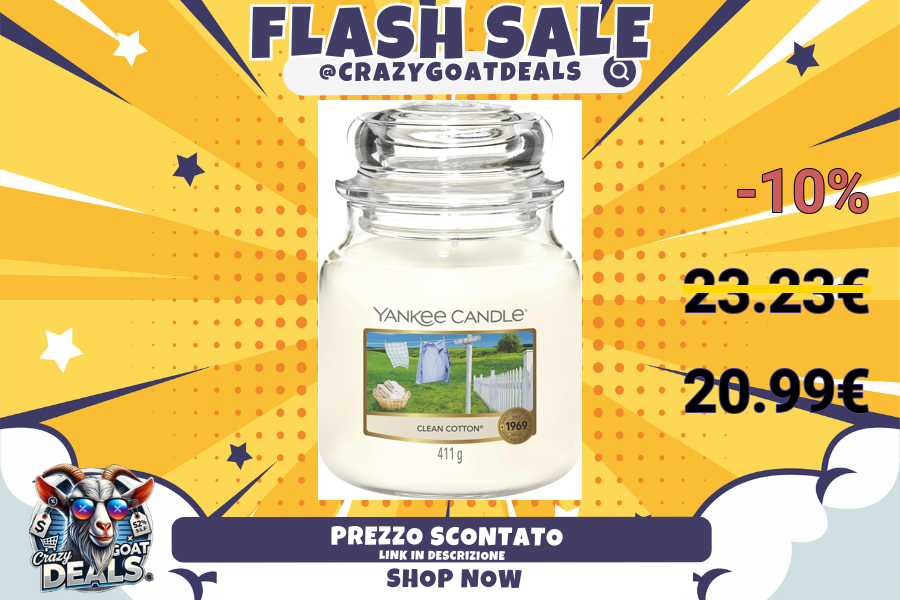 FLASH SALE
@CRAZYGOATDEALS
-10%
23.23€
20.99€
YANKEE CANDLE®
CLEAN COTTON®
1969
411 g
$
52%
Crazy
GOAT
DEALS
PREZZO SCONTATO
LINK IN DESCRIZIONE
SHOP NOW